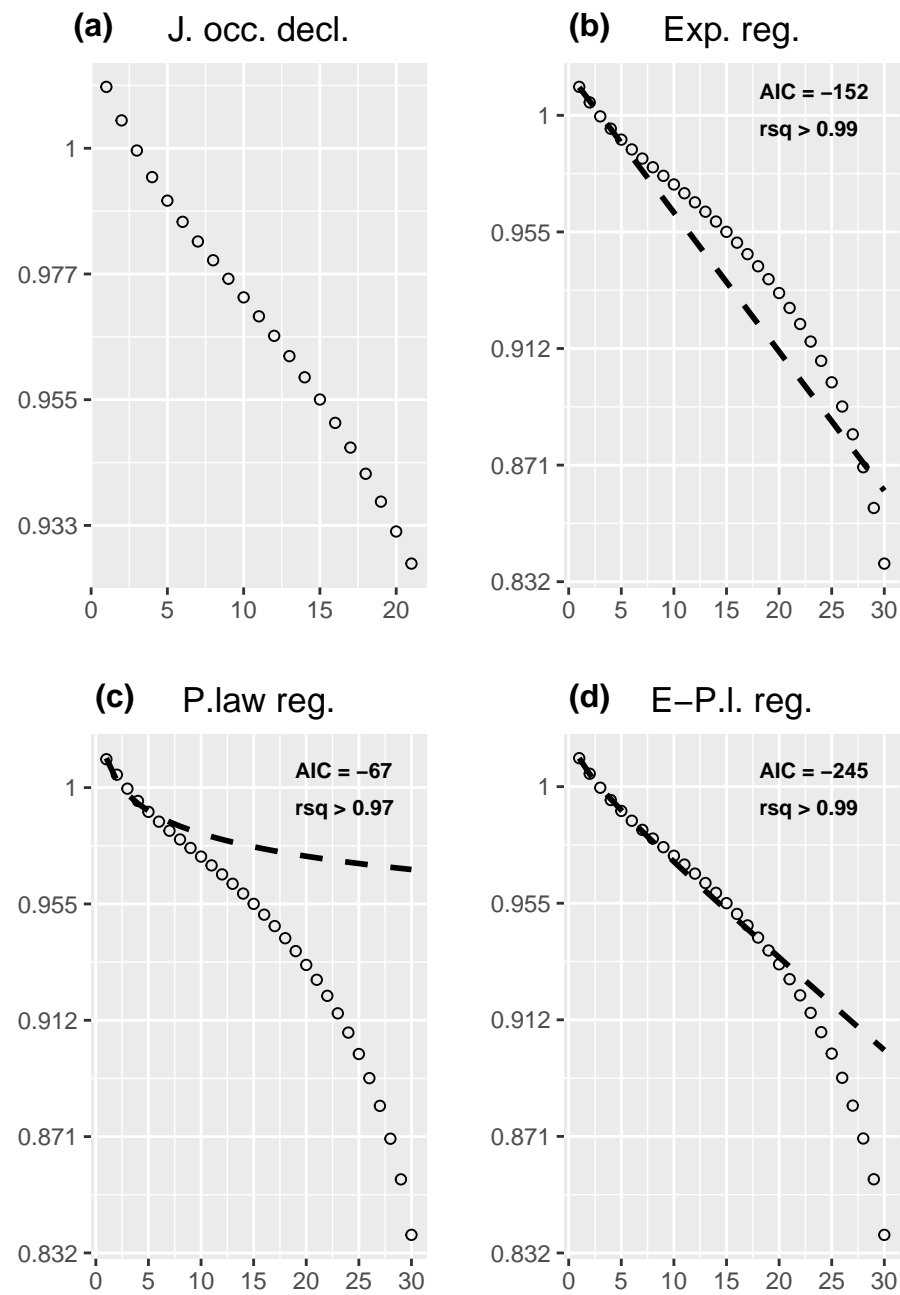 (a) J. occ. decl.
1
0.977
0.955
0.933
0 5 10 15 20
(b) Exp. reg.
AIC = −152
rsq > 0.99
1
0.955
0.912
0.871
0.832
0 5 10 15 20 25 30
(c) P.law reg.
AIC = −67
rsq > 0.97
1
0.955
0.912
0.871
0.832
0 5 10 15 20 25 30
(d) E−P.l. reg.
AIC = −245
rsq > 0.99
1
0.955
0.912
0.871
0.832
0 5 10 15 20 25 30